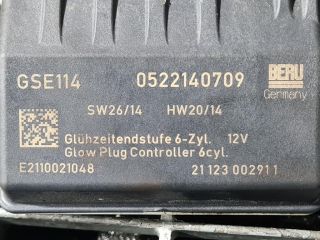 GSE114 0522140709 BERU
Germany
SW26/14 HW20/14
Glühzeitendstufe 6-Zyl. 12V
Glow Plug Controller 6cyl.
E2110021048 21 123 002911